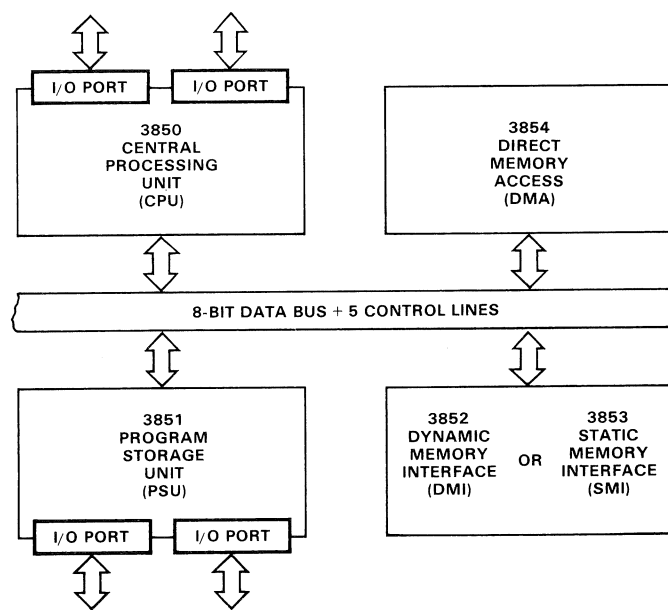 I/O PORT
I/O PORT
3850
CENTRAL
PROCESSING
UNIT
(CPU)
3854
DIRECT
MEMORY
ACCESS
(DMA)
8-BIT DATA BUS + 5 CONTROL LINES
3851
PROGRAM
STORAGE
UNIT
(PSU)
I/O PORT
I/O PORT
3852
DYNAMIC
MEMORY
INTERFACE
(DMI)
OR
3853
STATIC
MEMORY
INTERFACE
(SMI)